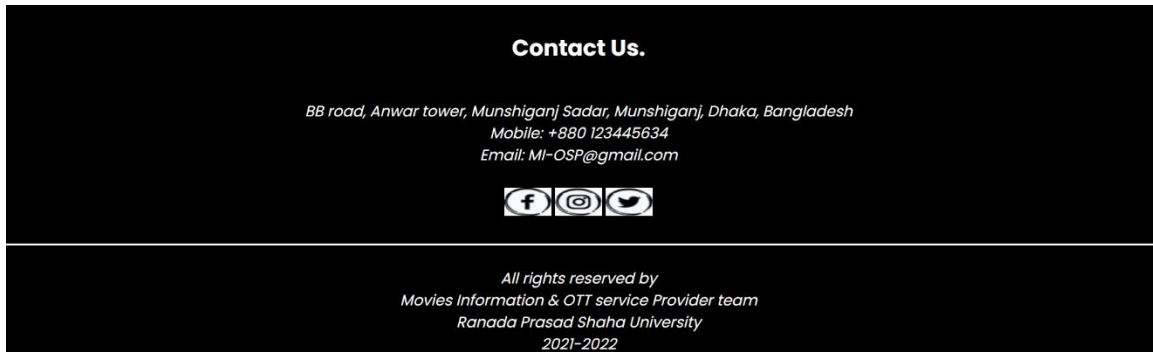 Contact Us.
BB road, Anwar tower, Munshiganj Sadar, Munshiganj, Dhaka, Bangladesh
Mobile: +880 123445634
Email: MI-OSP@gmail.com
All rights reserved by
Movies Information & OTT service Provider team
Ranada Prasad Shaha University
2021-2022